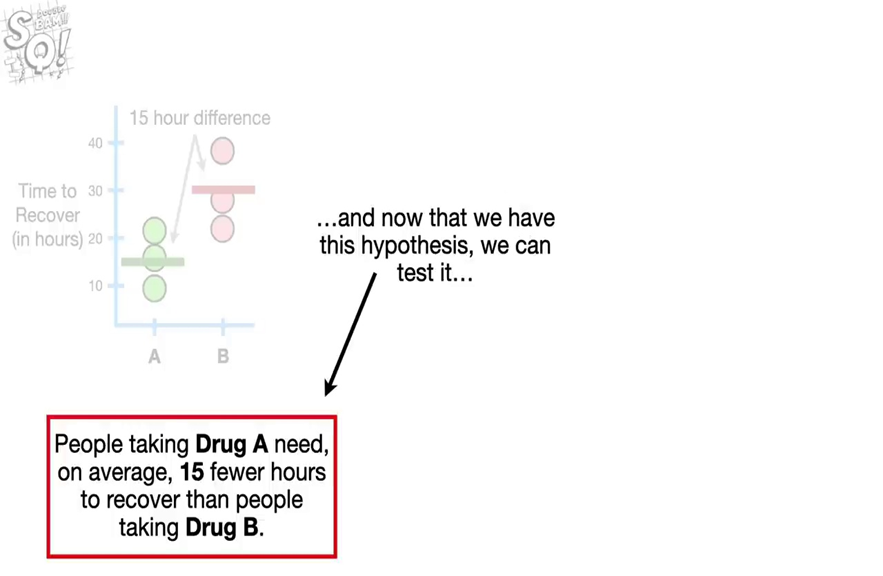 DOUBLE
BAM!!!
SQ!
15 hour difference
40
30
20
10
Time to
Recover
(in hours)
A
B
…and now that we have
this hypothesis, we can
test it…
People taking Drug A need,
on average, 15 fewer hours
to recover than people
taking Drug B.